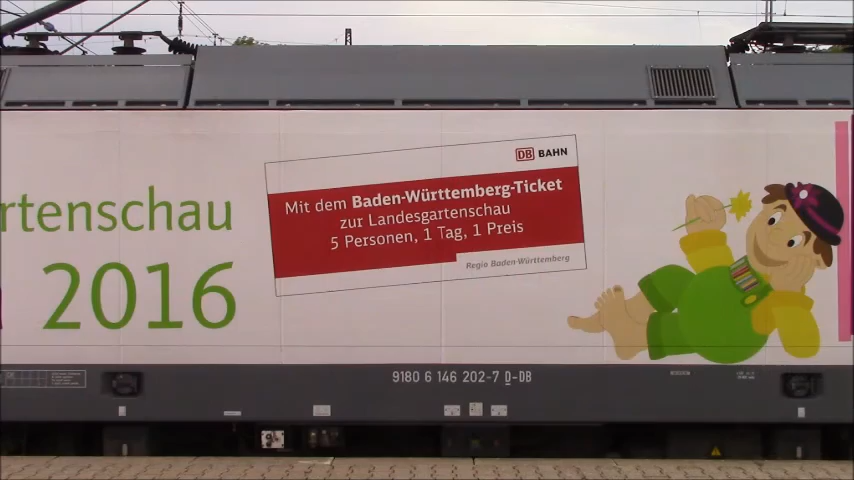 rtenschau
2016
DB BAHN
Mit dem Baden-Württemberg-Ticket
zur Landesgartenschau
5 Personen, 1 Tag, 1 Preis
Regio Baden-Württemberg
9180 6 146 202-7 D-DB